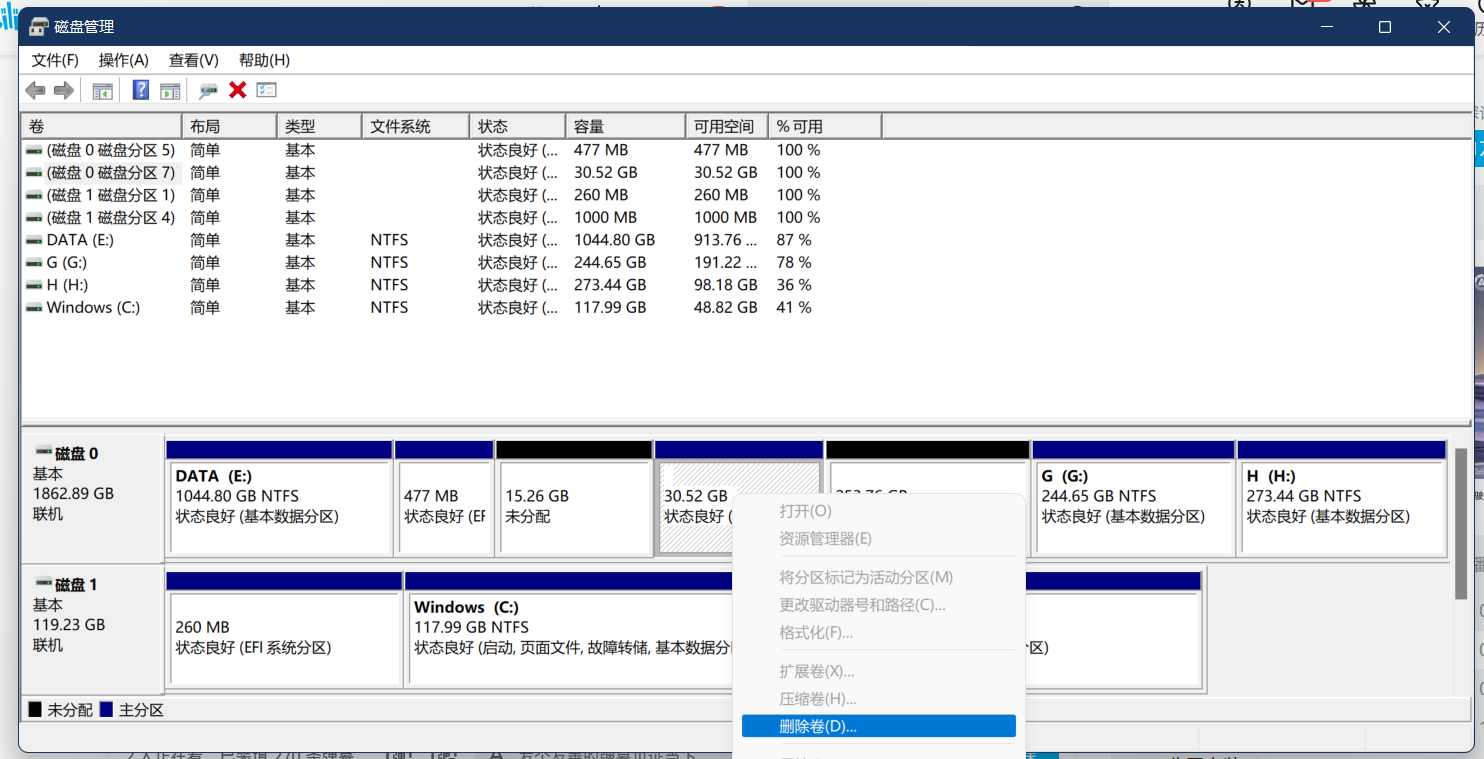 磁盘管理
文件(F) 操作(A) 查看(V) 帮助(H)
卷 布局 类型 文件系统 状态 容量 可用空间 % 可用
(磁盘 0 磁盘分区 5) 简单 基本 状态良好 (... 477 MB 477 MB 100 %
(磁盘 0 磁盘分区 7) 简单 基本 状态良好 (... 30.52 GB 30.52 GB 100 %
(磁盘 1 磁盘分区 1) 简单 基本 状态良好 (... 260 MB 260 MB 100 %
(磁盘 1 磁盘分区 4) 简单 基本 状态良好 (... 1000 MB 1000 MB 100 %
DATA (E:) 简单 基本 NTFS 状态良好 (... 1044.80 GB 913.76 ... 87 %
G (G:) 简单 基本 NTFS 状态良好 (... 244.65 GB 191.22 ... 78 %
H (H:) 简单 基本 NTFS 状态良好 (... 273.44 GB 98.18 GB 36 %
Windows (C:) 简单 基本 NTFS 状态良好 (... 117.99 GB 48.82 GB 41 %
磁盘 0
基本
1862.89 GB
联机
DATA (E:)
1044.80 GB NTFS
状态良好 (基本数据分区)
477 MB
状态良好 (EF
15.26 GB
未分配
30.52 GB
状态良好 (
G (G:)
244.65 GB NTFS
状态良好 (基本数据分区)
H (H:)
273.44 GB NTFS
状态良好 (基本数据分区)
磁盘 1
基本
119.23 GB
联机
260 MB
状态良好 (EFI 系统分区)
Windows (C:)
117.99 GB NTFS
状态良好 (启动, 页面文件, 故障转储, 基本数据分
区)
打开(O)
资源管理器(E)
将分区标记为活动分区(M)
更改驱动器号和路径(C)...
格式化(F)...
扩展卷(X)...
压缩卷(H)...
删除卷(D)...
未分配 主分区